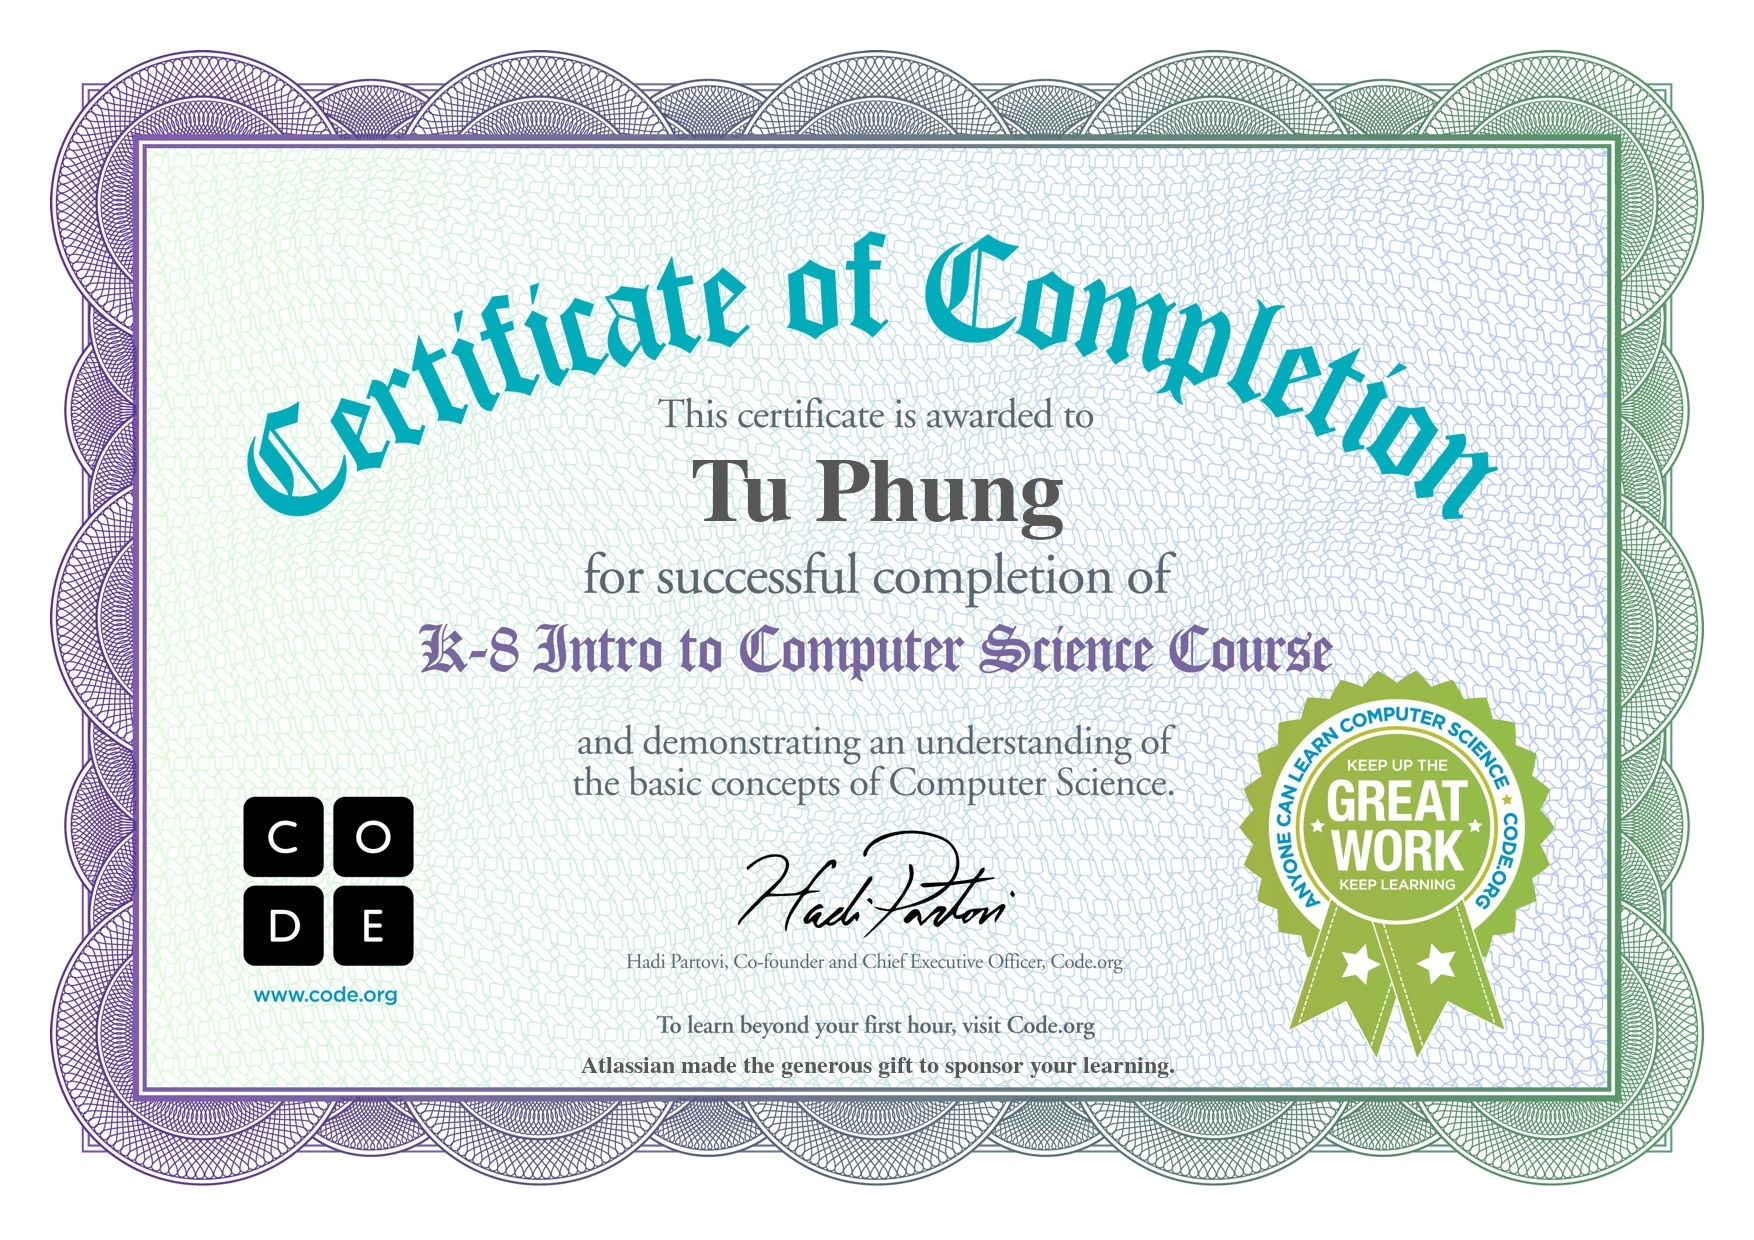 Certificate of Completion
This certificate is awarded to
Tu Phung
for successful completion of
K-8 Intro to Computer Science Course
and demonstrating an understanding of
the basic concepts of Computer Science.
Hadi Partovi
Hadi Partovi, Co-founder and Chief Executive Officer, Code.org
To learn beyond your first hour, visit Code.org
Atlassian made the generous gift to sponsor your learning.
C O
D E
www.code.org
ANYONE CAN LEARN COMPUTER SCIENCE ★ CODE.ORG
KEEP UP THE
GREAT
WORK
KEEP LEARNING